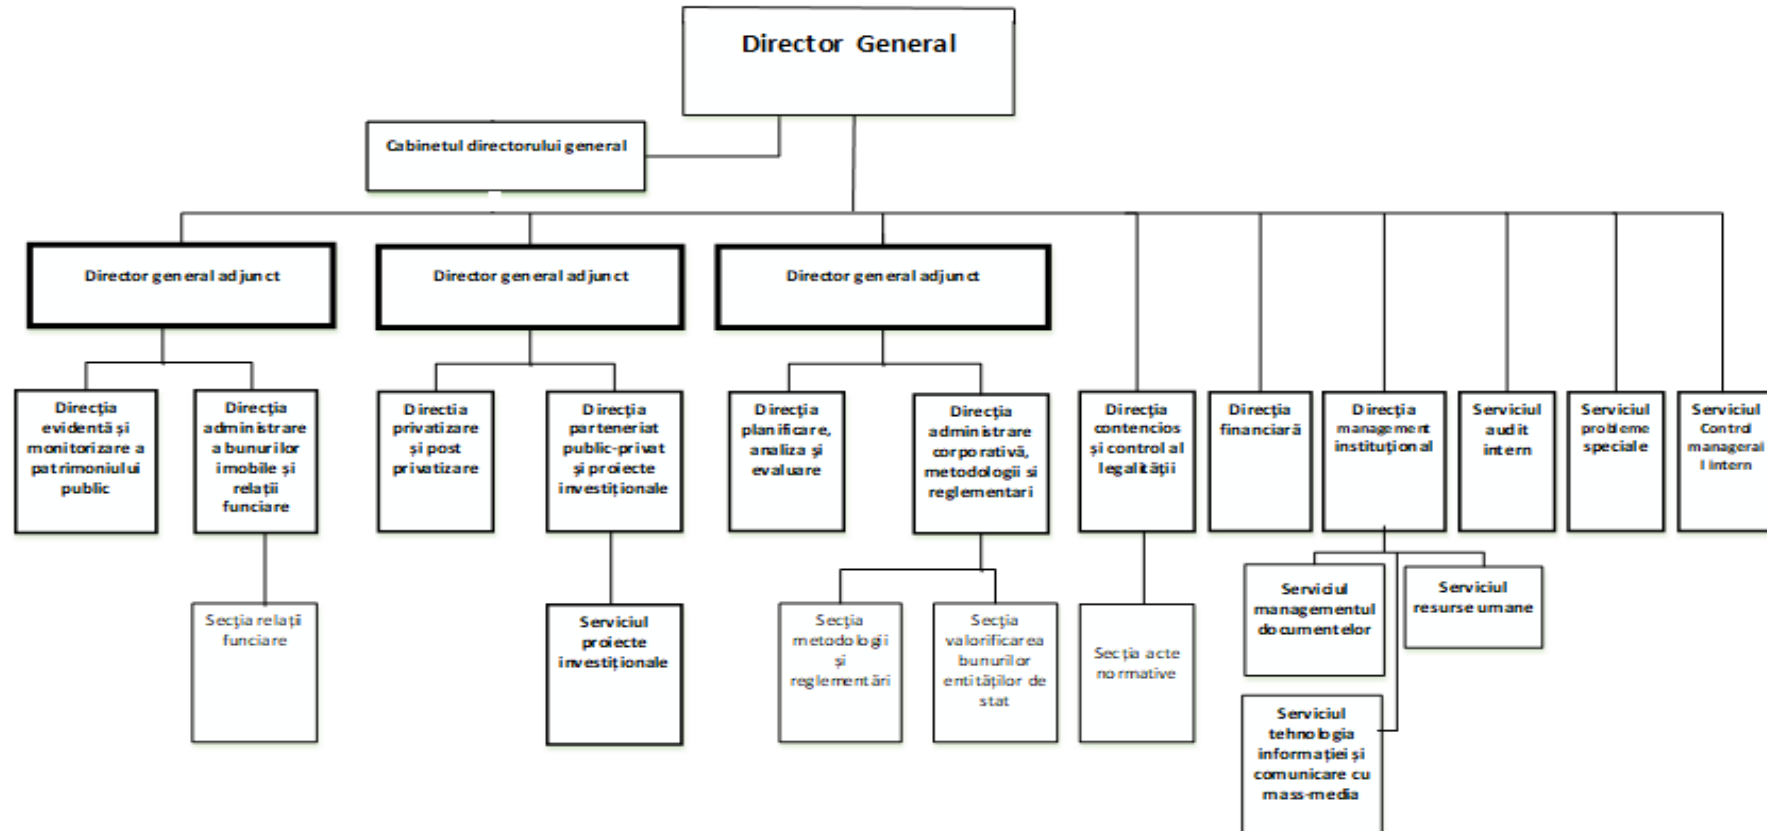 Director General
Cabinetul directorului general
Director general adjunct
Director general adjunct
Director general adjunct
Direcția
evidentă și
monitorizare a
patrimoniului
public
Direcția
administrare
a bunurilor
imobile și
relații
funciare
Directia
privatizare
și post
privatizare
Direcția
parteneriat
public-privat
și proiecte
investiționale
Direcția
planificare,
analiza și
evaluare
Direcția
administrare
corporativă,
metodologii si
reglementari
Direcția
contencios
și control al
legalității
Direcția
financiară
Direcția
management
instituțional
Serviciul
audit
intern
Serviciul
probleme
speciale
Serviciul
Control
managerai
l intern
Secția relații
funciare
Serviciul
proiecte
investiționale
Secția
metodologii
și
reglementări
Secția
valorificarea
bunurilor
entităților de
stat
Secția acte
normative
Serviciul
managementul
documentelor
Serviciul
resurse umane
Serviciul
tehnologia
informației și
comunicare cu
mass-media